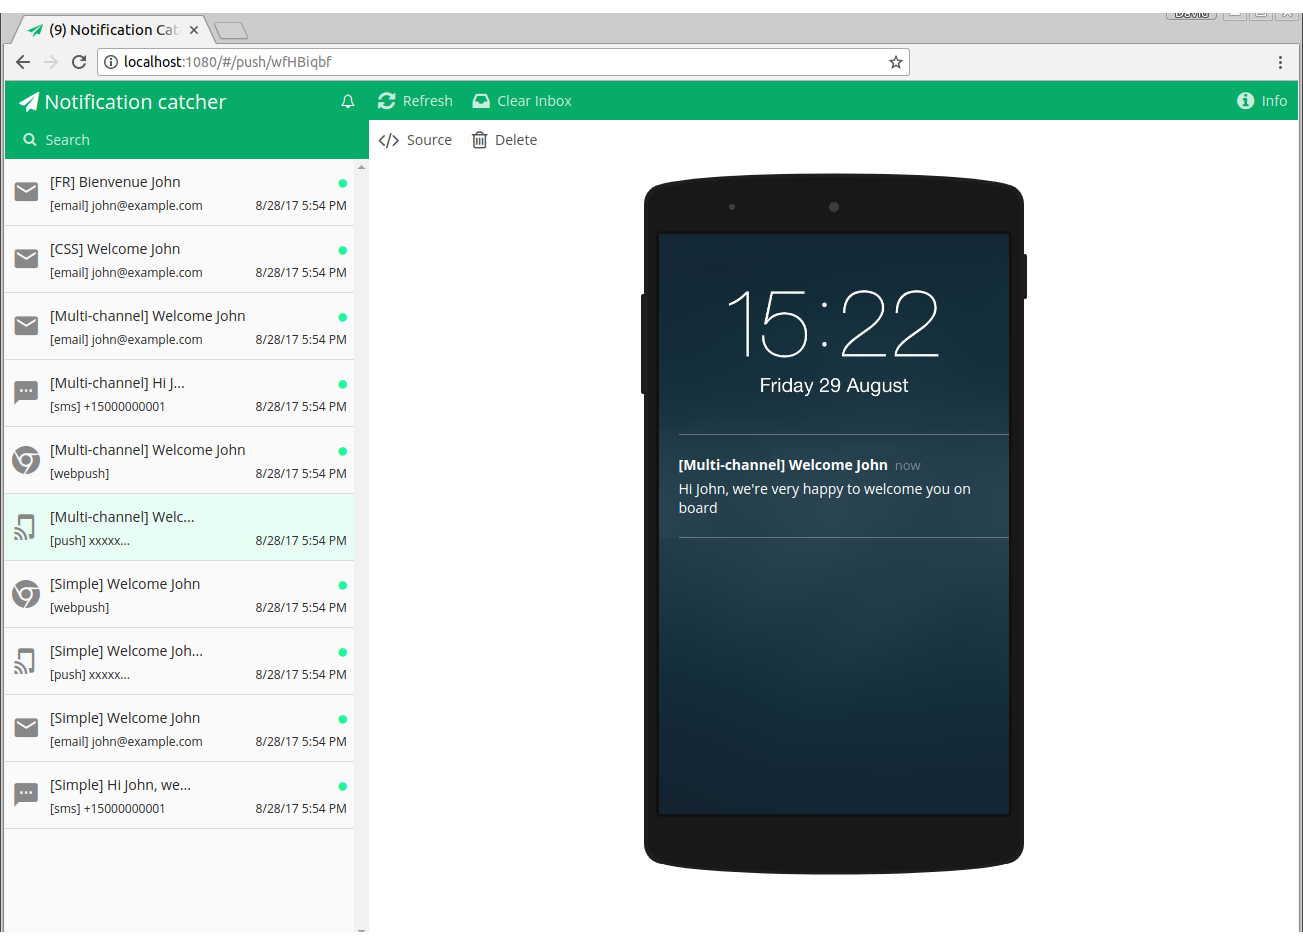 David
(9) Notification Cat
localhost:1080/#/push/wfHBiqbf
Notification catcher
Refresh
Clear Inbox
Info
Search
Source
Delete
[FR] Bienvenue John
[email] john@example.com 8/28/17 5:54 PM
[CSS] Welcome John
[email] john@example.com 8/28/17 5:54 PM
[Multi-channel] Welcome John
[email] john@example.com 8/28/17 5:54 PM
[Multi-channel] Hi J...
[sms] +15000000001 8/28/17 5:54 PM
[Multi-channel] Welcome John
[webpush] 8/28/17 5:54 PM
[Multi-channel] Welc...
[push] xxxxx... 8/28/17 5:54 PM
[Simple] Welcome John
[webpush] 8/28/17 5:54 PM
[Simple] Welcome Joh...
[push] xxxxx... 8/28/17 5:54 PM
[Simple] Welcome John
[email] john@example.com 8/28/17 5:54 PM
[Simple] Hi John, we...
[sms] +15000000001 8/28/17 5:54 PM
15:22
Friday 29 August
[Multi-channel] Welcome John now
Hi John, we're very happy to welcome you on
board